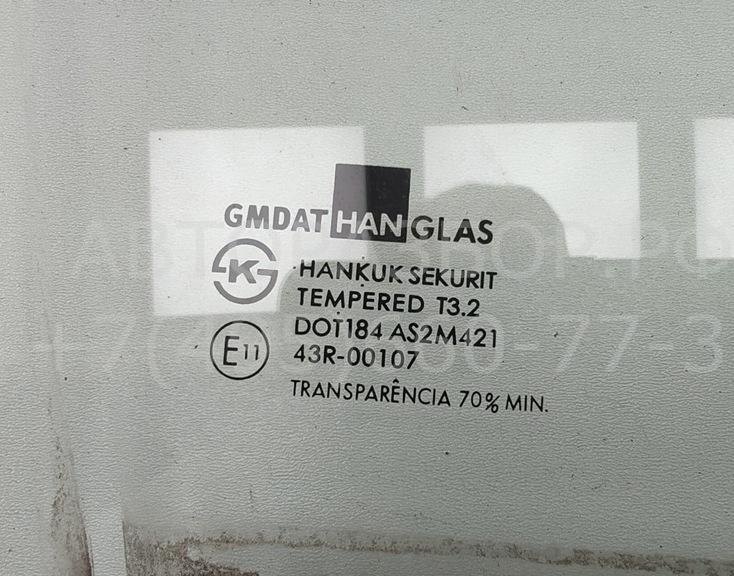 GMDAT HANGLAS
K HANKUK SEKURIT
TEMPERED T3.2
DOT184 AS2M421
E11 43R-00107
TRANSPARÊNCIA 70% MIN.